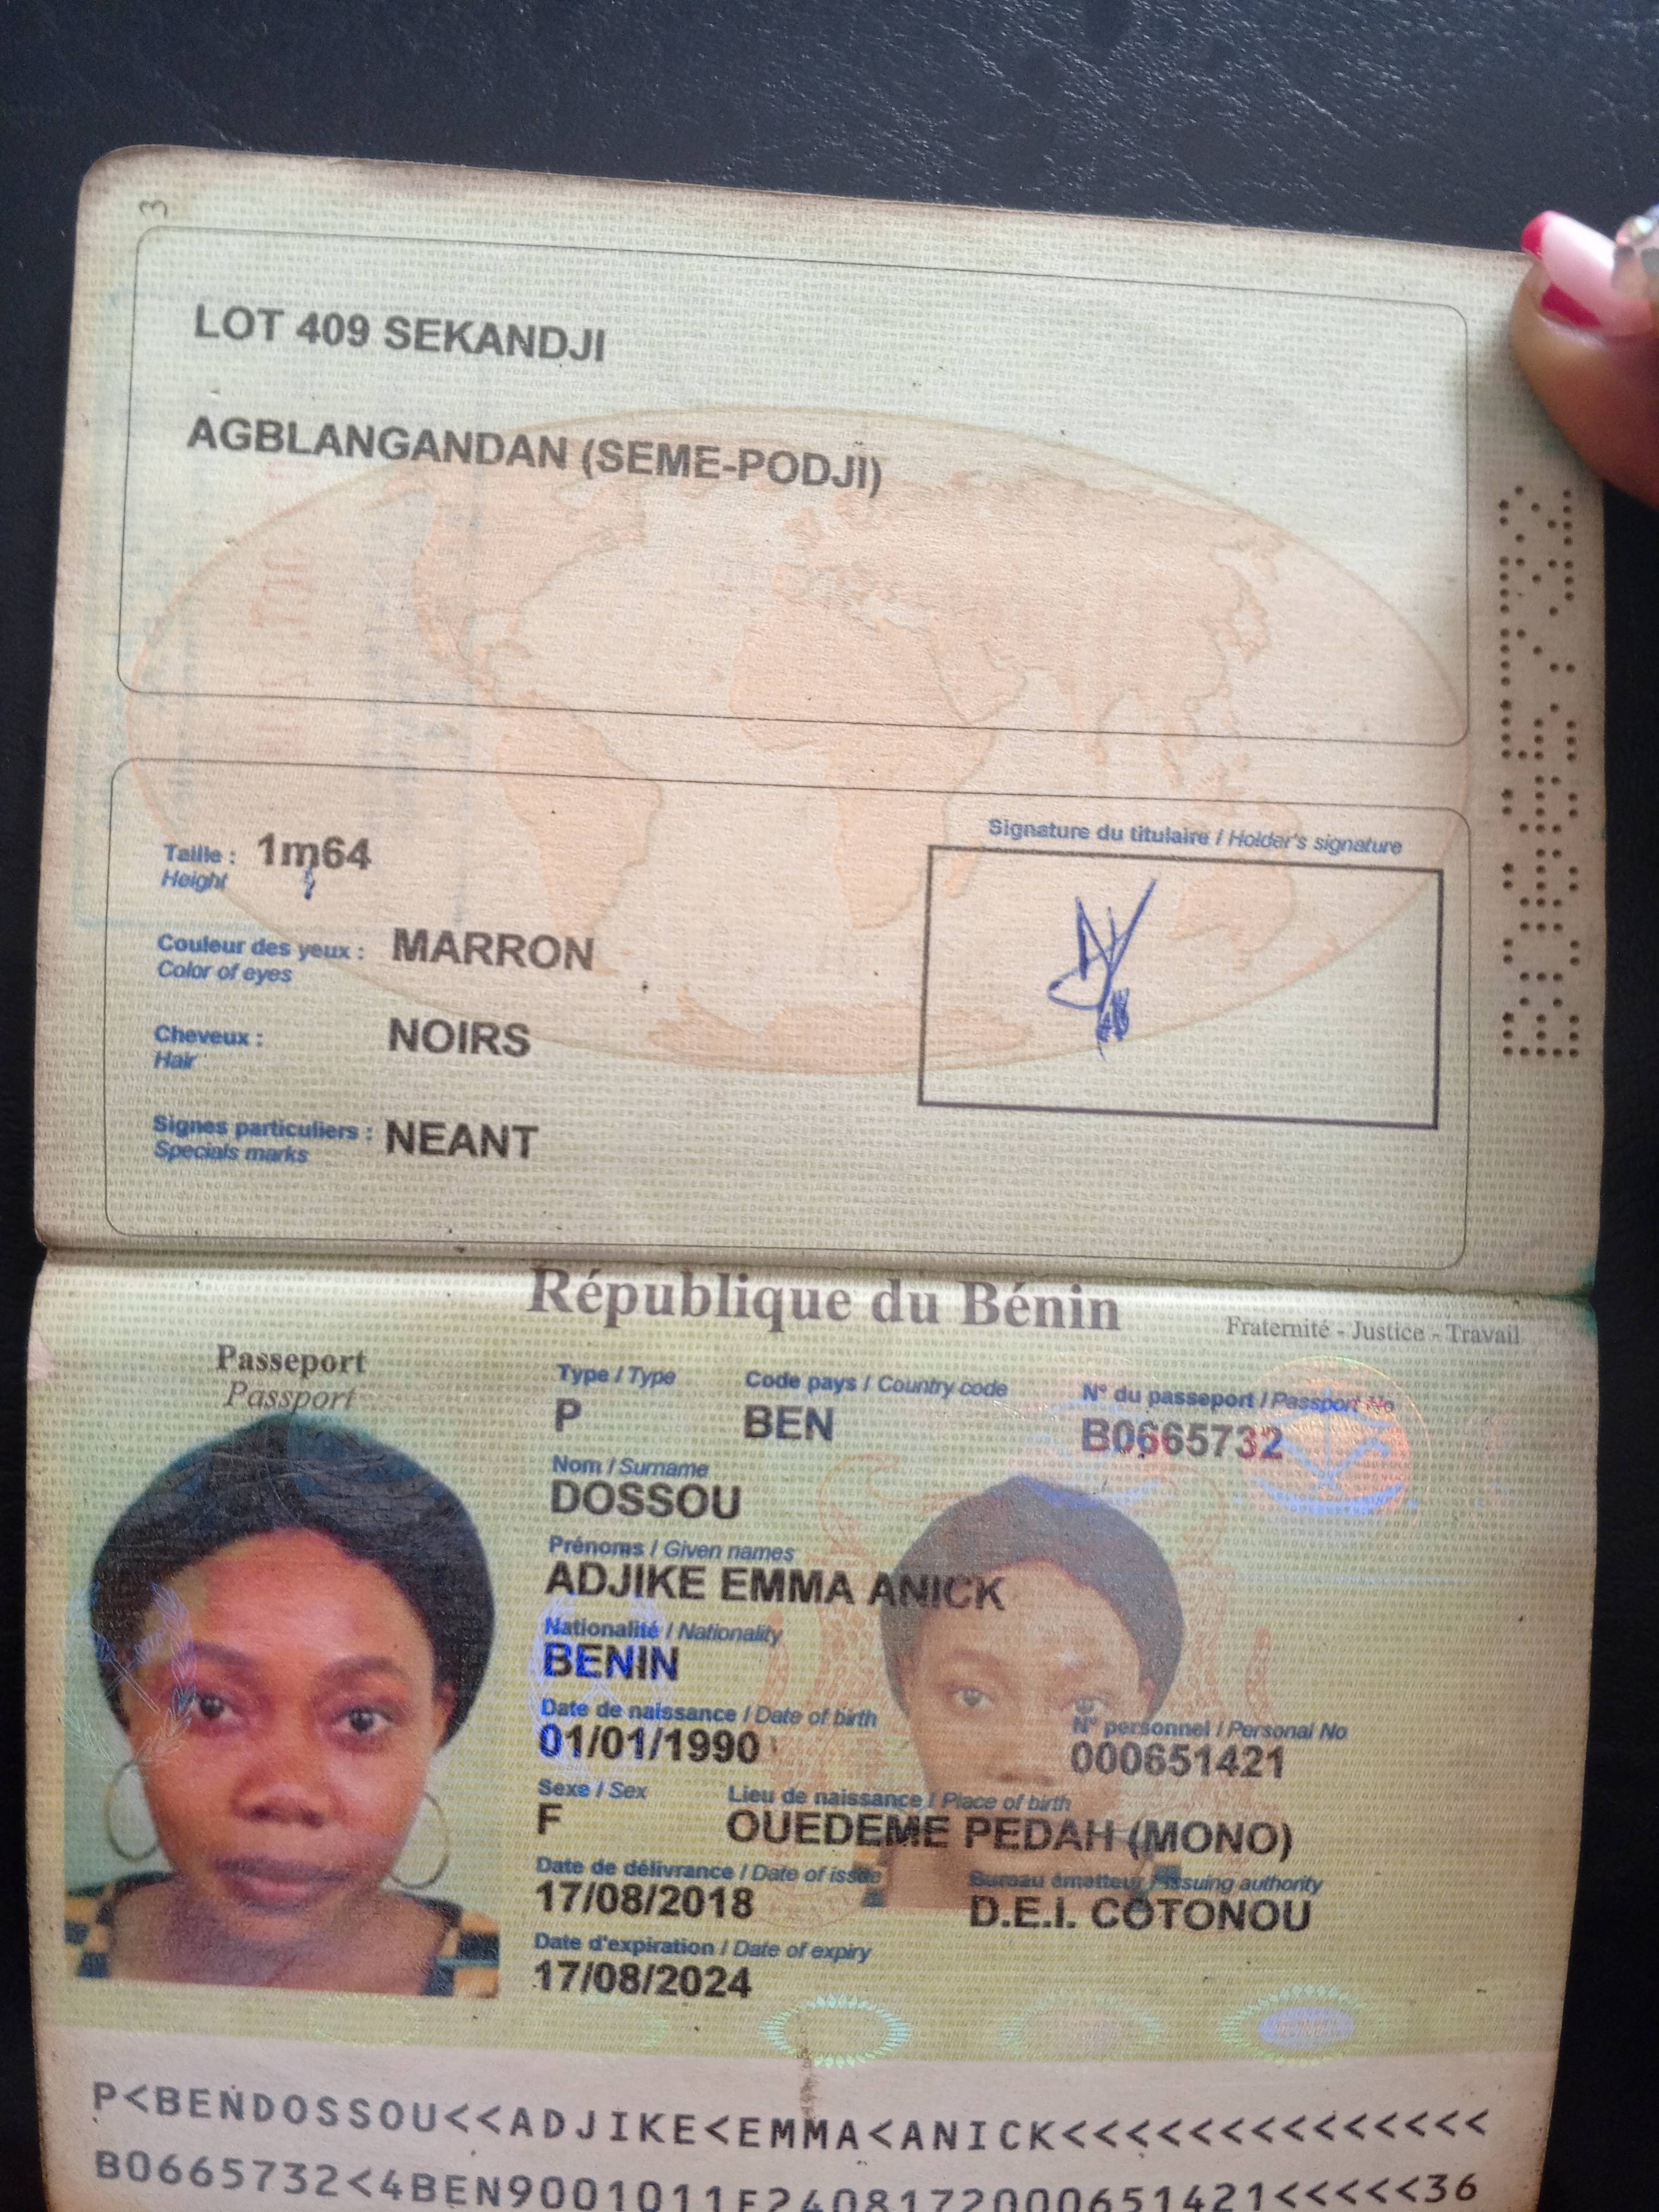 3
LOT 409 SEKANDJI
AGBLANGANDAN (SEME-PODJI)
B0665732
Taille : 1m64
Height
Couleur des yeux : MARRON
Color of eyes
Cheveux : NOIRS
Hair
Signes particuliers : NEANT
Specials marks
Signature du titulaire / Holder's signature
République du Bénin
Fraternité - Justice - Travail
Passeport
Passport
Type / Type Code pays / Country code N° du passeport / Passport No
P BEN B0665732
Nom / Surname
DOSSOU
Prénoms / Given names
ADJIKE EMMA ANICK
Nationalité / Nationality
BENIN
Date de naissance / Date of birth N° personnel / Personal No
01/01/1990 000651421
Sexe / Sex Lieu de naissance / Place of birth
F OUEDEME PEDAH (MONO)
Date de délivrance / Date of issue Bureau émetteur / Issuing authority
17/08/2018 D.E.I. COTONOU
Date d'expiration / Date of expiry
17/08/2024
P<BENDOSSOU<<ADJIKE<EMMA<ANICK<<<<<<<<<<<<<<
B0665732<4BEN9001011F2408172000651421<<<<<36